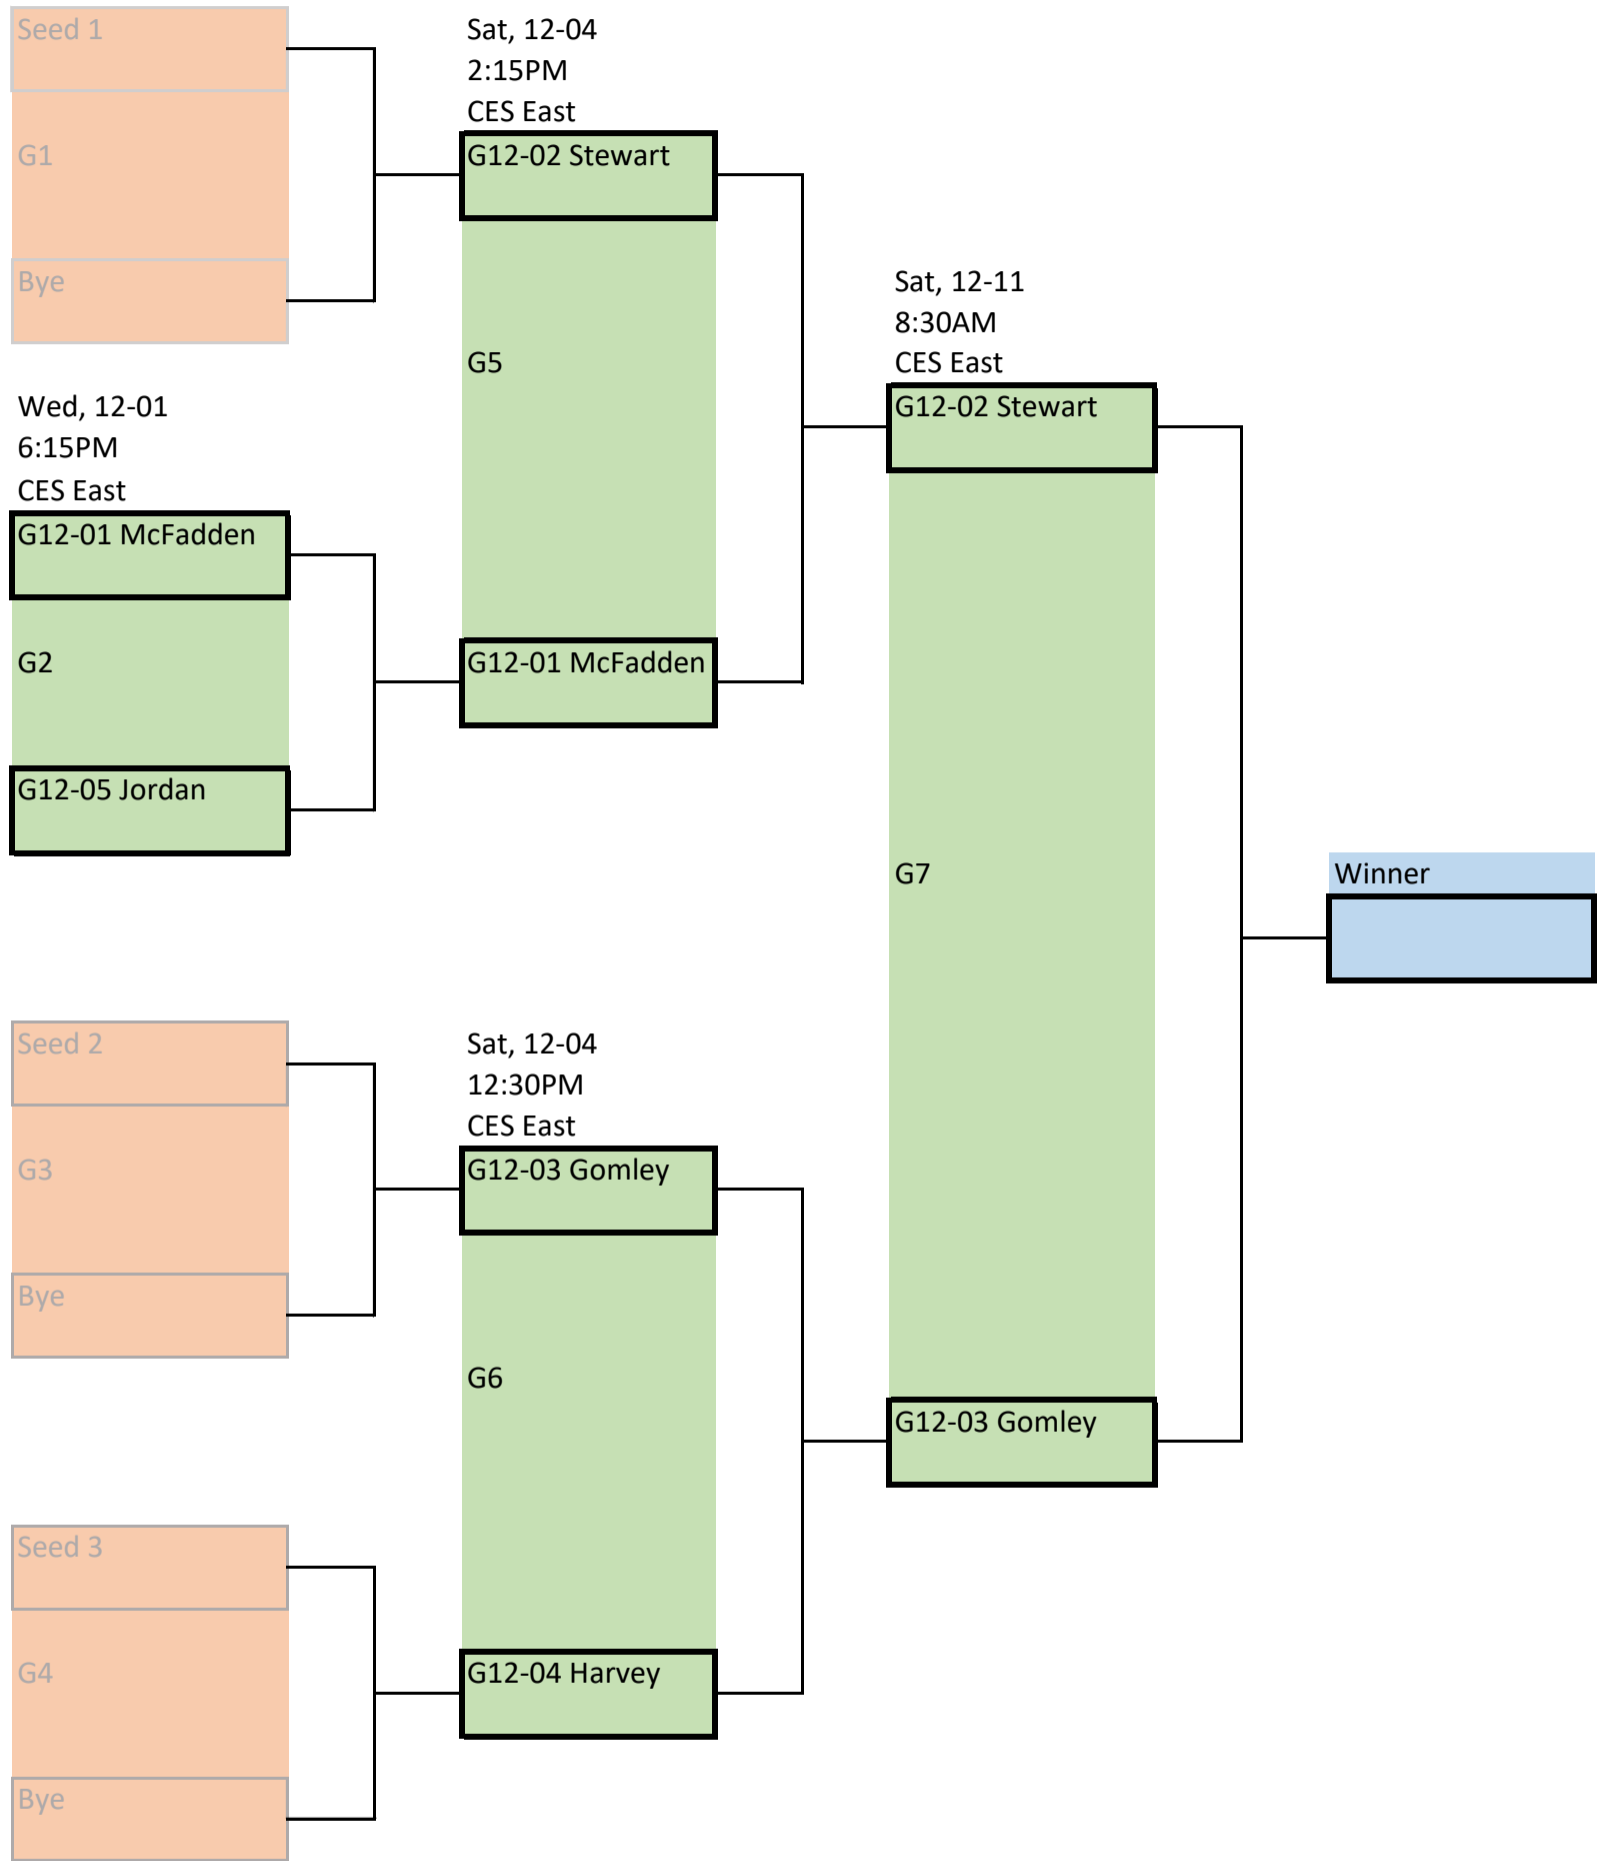 Seed 1
G1
Bye
Wed, 12-01
6:15PM
CES East
G12-01 McFadden
G2
G12-05 Jordan
Seed 2
G3
Bye
Seed 3
G4
Bye
Sat, 12-04
2:15PM
CES East
G12-02 Stewart
G5
G12-01 McFadden
Sat, 12-04
12:30PM
CES East
G12-03 Gomley
G6
G12-04 Harvey
Sat, 12-11
8:30AM
CES East
G12-02 Stewart
G7
G12-03 Gomley
Winner